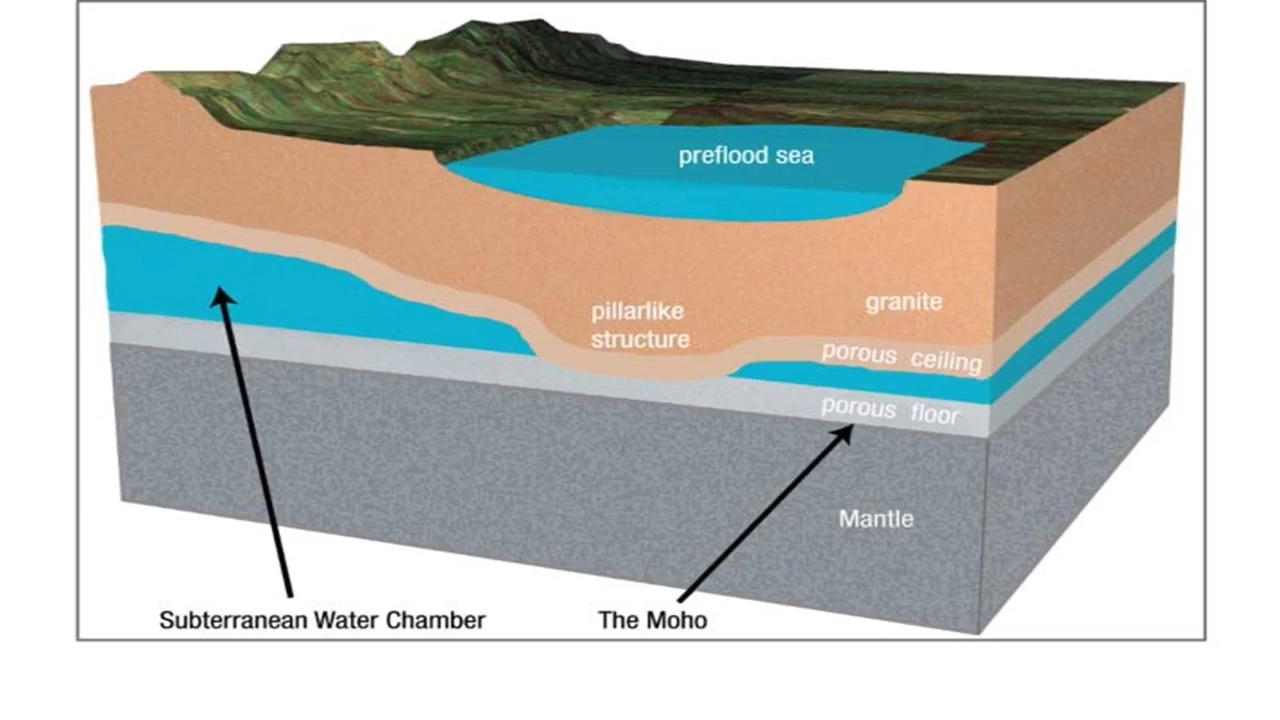 preflood sea
pillarlike
structure
granite
porous ceiling
porous floor
Mantle
Subterranean Water Chamber
The Moho